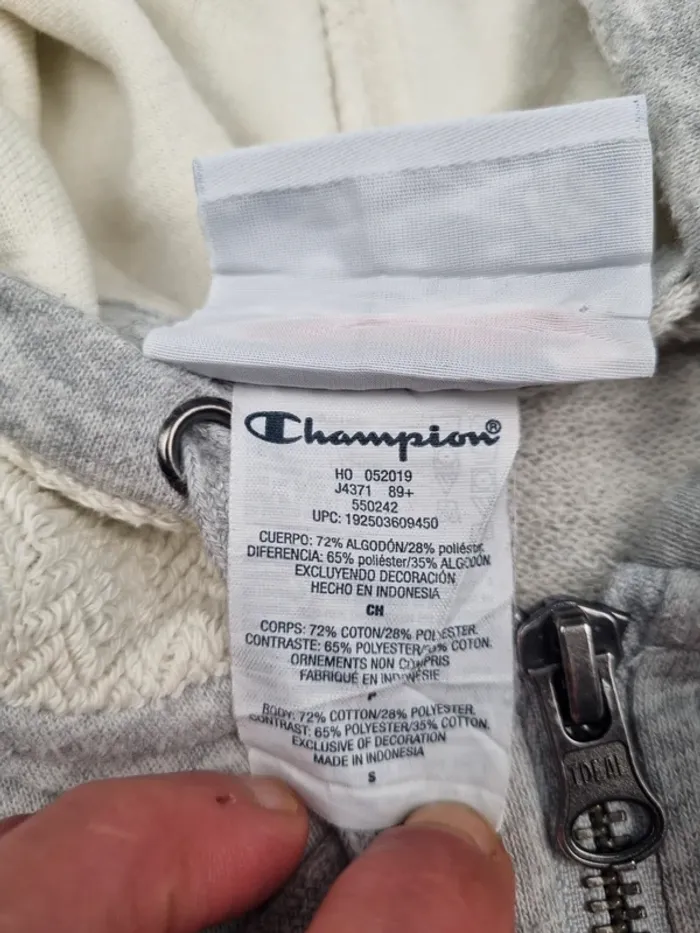 Champion®
HO 052019
J4371 89+
550242
UPC: 192503609450
CUERPO: 72% ALGODÓN/28% poliéster
DIFERENCIA: 65% poliéster/35% ALGODÓN
EXCLUYENDO DECORACIÓN
HECHO EN INDONESIA
CH
CORPS: 72% COTON/28% POLYESTER.
CONTRASTE: 65% POLYESTER/35% COTON.
ORNEMENTS NON COMPRIS
FABRIQUÉ EN INDONÉSIE
P
BODY: 72% COTTON/28% POLYESTER
CONTRAST: 65% POLYESTER/35% COTTON.
EXCLUSIVE OF DECORATION
MADE IN INDONESIA
S
IDEAL